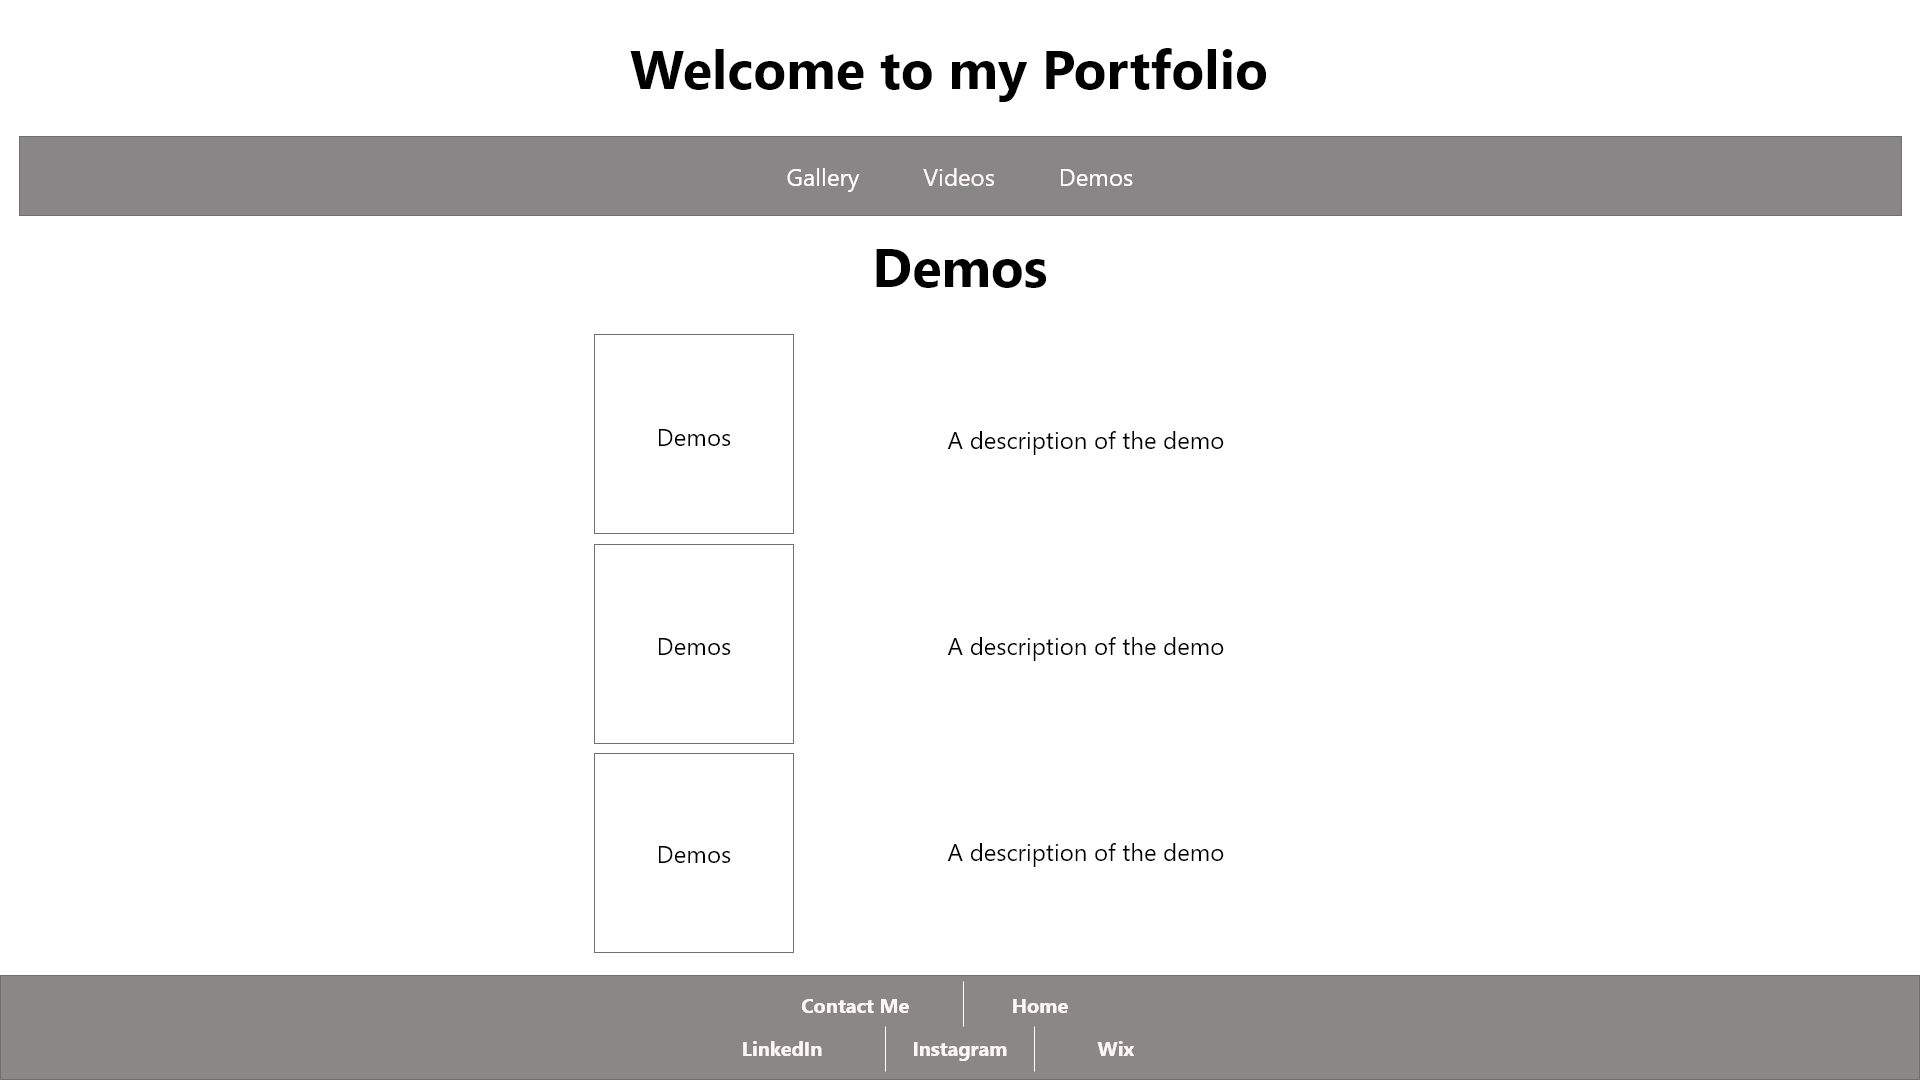 Welcome to my Portfolio
Gallery Videos Demos
Demos
Demos A description of the demo
Demos A description of the demo
Demos A description of the demo
Contact Me Home
LinkedIn Instagram Wix